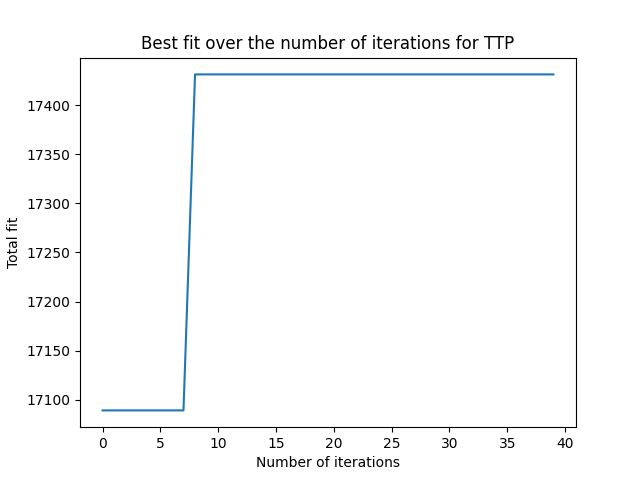 Best fit over the number of iterations for TTP
Total fit
17400
17350
17300
17250
17200
17150
17100
0 5 10 15 20 25 30 35 40
Number of iterations